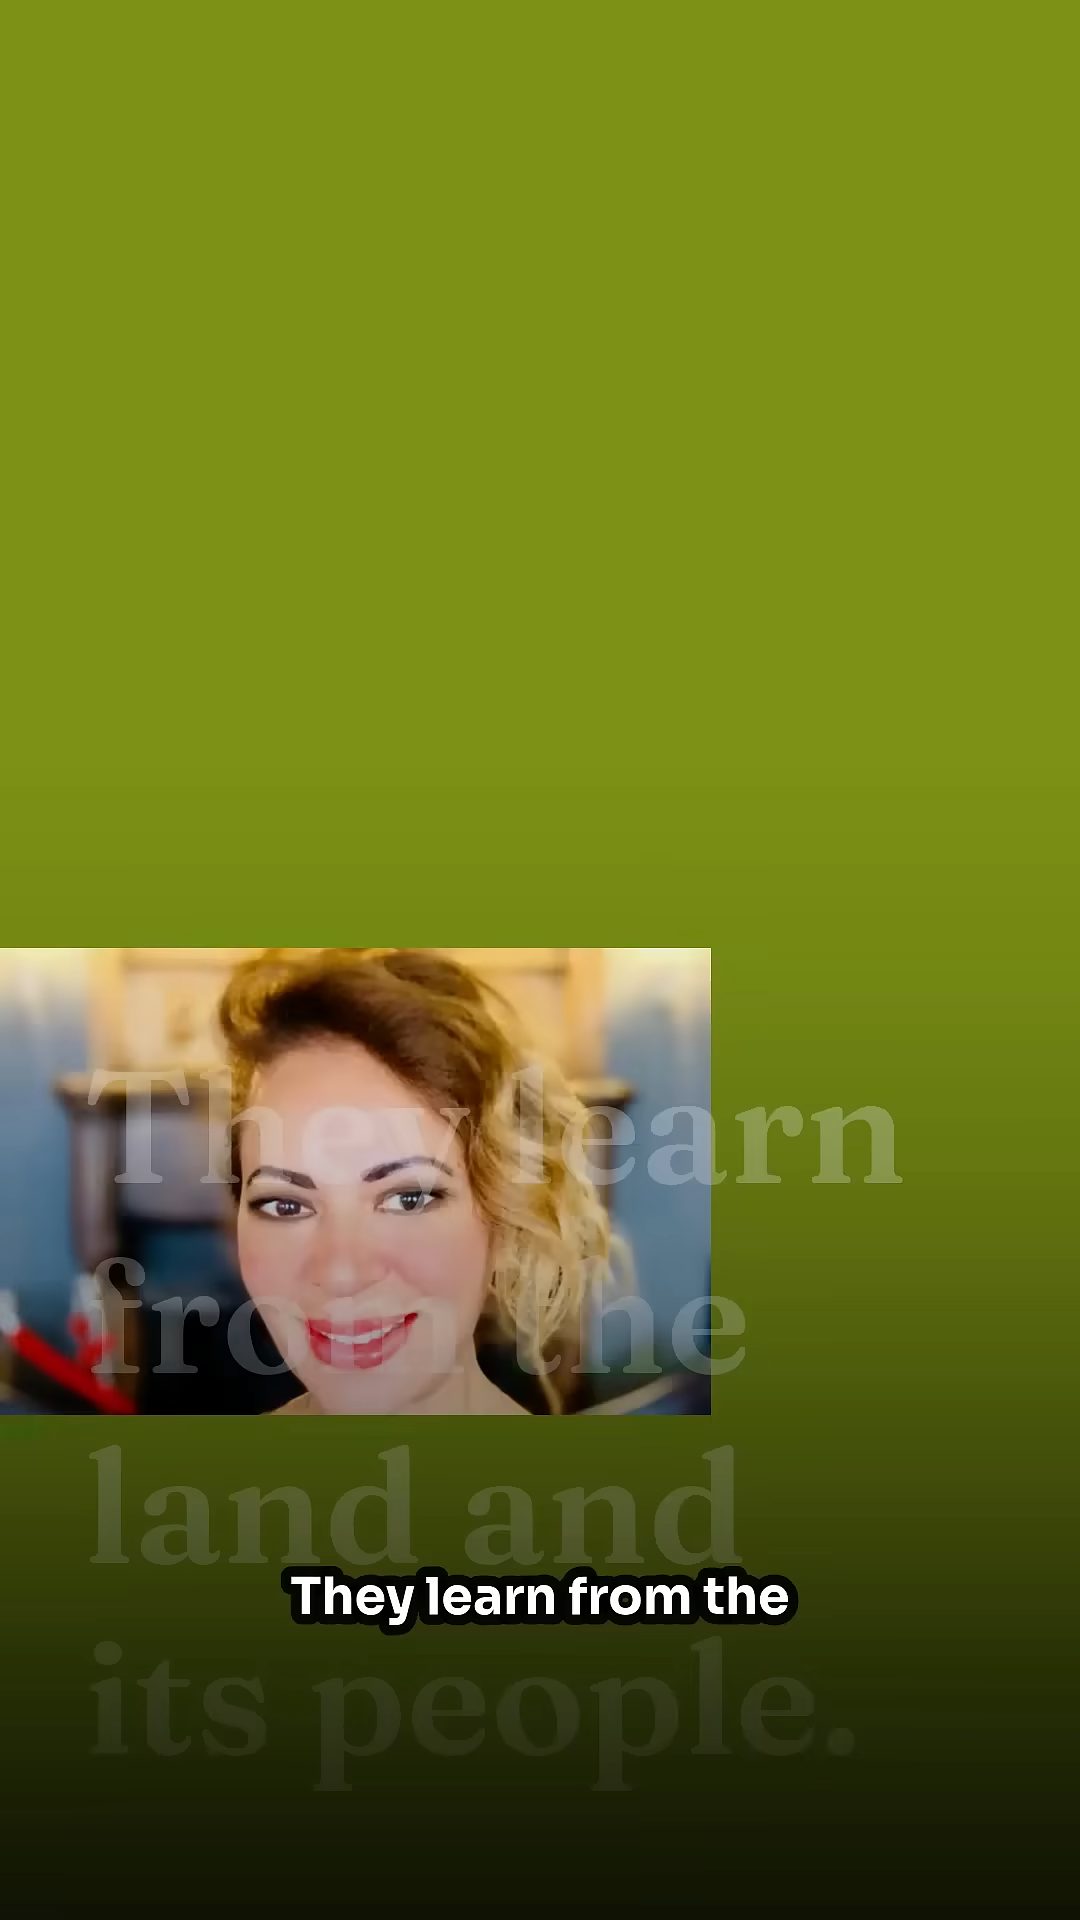 They learn
from the
land and
They learn from the
its people.